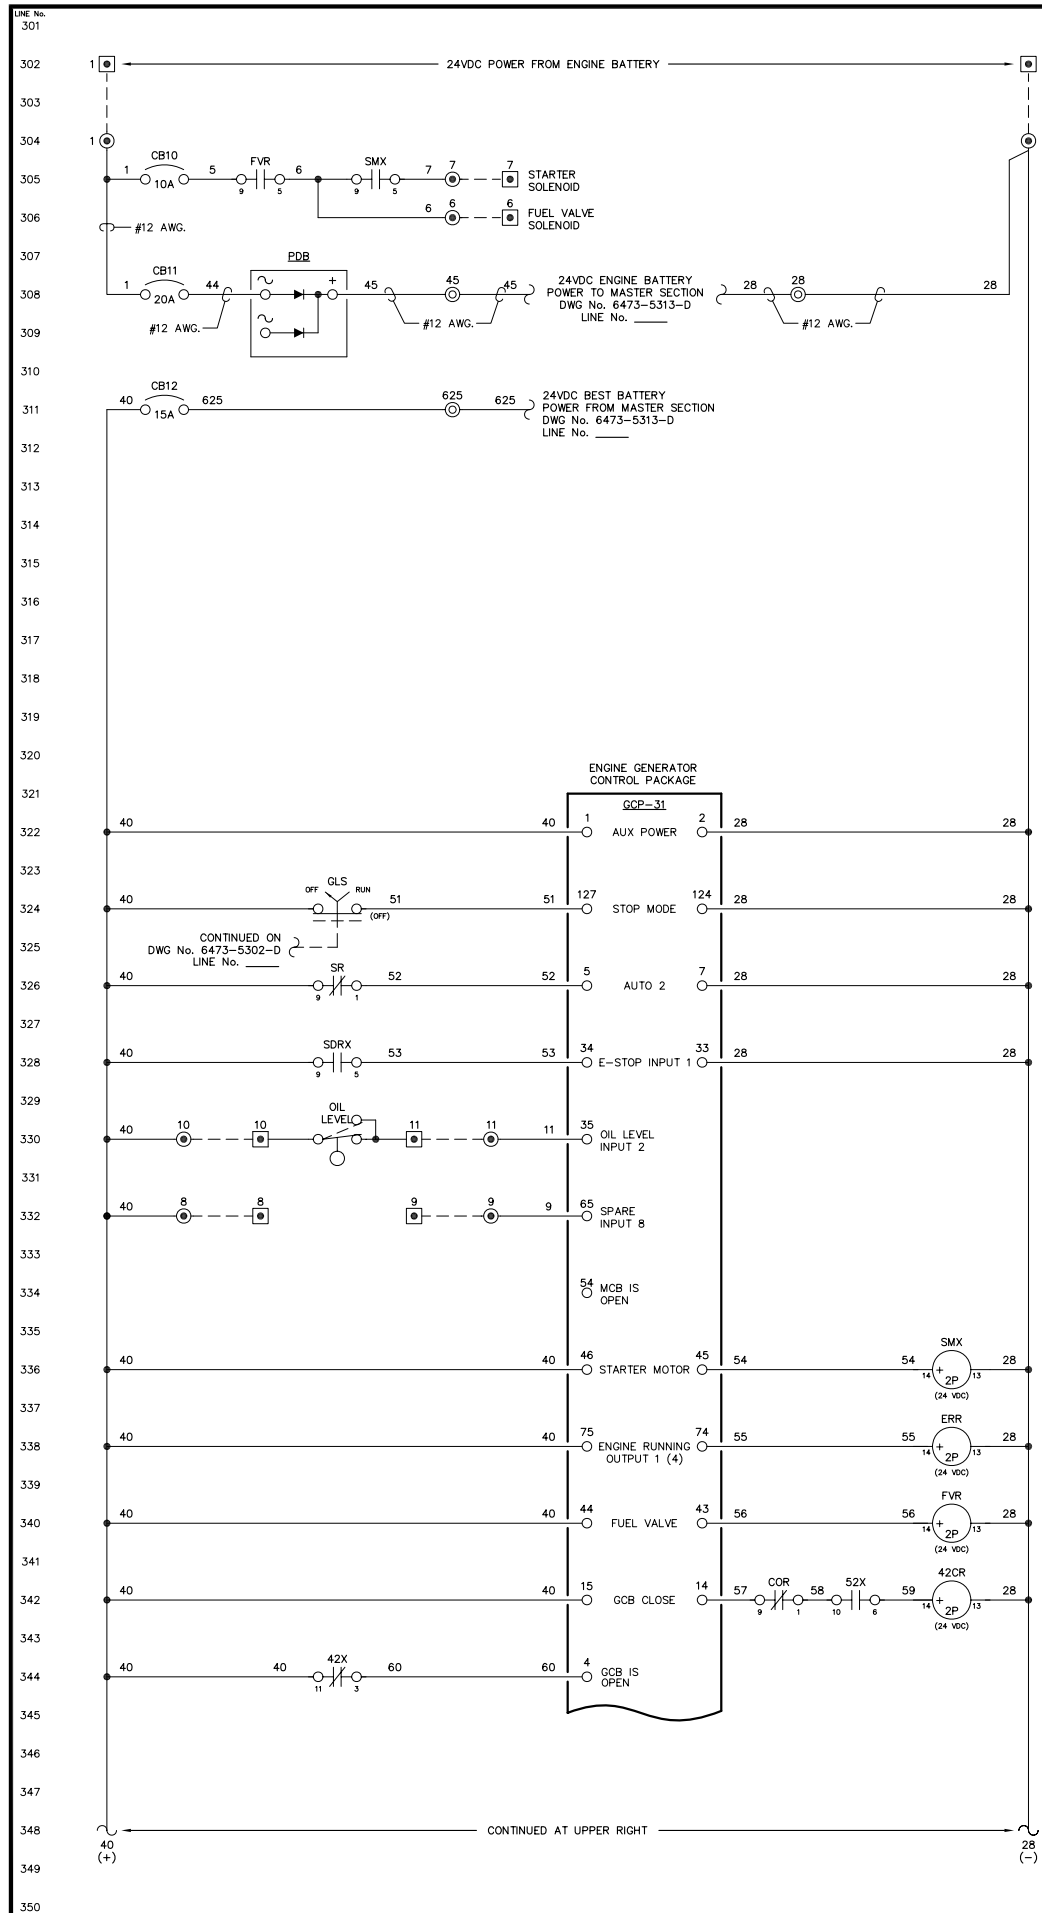 LINE No.
301
302 1 24VDC POWER FROM ENGINE BATTERY
303
304 1
CB10 FVR SMX
305 1 10A 5 9 5 6 9 5 7 7 7 STARTER
SOLENOID
306 6 6 6 FUEL VALVE
SOLENOID
#12 AWG.
307
CB11 PDB
308 1 20A 44 + 45 45 45 24VDC ENGINE BATTERY 28 28 28
POWER TO MASTER SECTION
DWG No. 6473-5313-D
LINE No. _____
309 #12 AWG. #12 AWG. #12 AWG.
310
CB12
311 40 15A 625 625 625 24VDC BEST BATTERY
POWER FROM MASTER SECTION
DWG No. 6473-5313-D
LINE No. _____
312
313
314
315
316
317
318
319
320
ENGINE GENERATOR
CONTROL PACKAGE
321
GCP-31
322 40 40 1 AUX POWER 2 28 28
323
GLS
OFF RUN
324 40 51 51 127 STOP MODE 124 28 28
(OFF)
325 CONTINUED ON
DWG No. 6473-5302-D
LINE No. _____
SR
326 40 9 1 52 52 5 AUTO 2 7 28 28
327
SDRX
328 40 9 5 53 53 34 E-STOP INPUT 1 33 28 28
329
OIL
LEVEL
330 40 10 10 11 11 11 35 OIL LEVEL
INPUT 2
331
332 40 8 8 9 9 9 65 SPARE
INPUT 8
333
334 54 MCB IS
OPEN
335
SMX
336 40 40 46 STARTER MOTOR 45 54 54 14 + 2P 13 28
(24 VDC)
337
ERR
338 40 40 75 ENGINE RUNNING 74 55 55 14 + 2P 13 28
OUTPUT 1 (4)
(24 VDC)
339
FVR
340 40 40 44 FUEL VALVE 43 56 56 14 + 2P 13 28
(24 VDC)
341
COR 52X 42CR
342 40 40 15 GCB CLOSE 14 57 9 1 58 10 6 59 14 + 2P 13 28
(24 VDC)
343
42X
344 40 40 11 3 60 60 4 GCB IS
OPEN
345
346
347
348 CONTINUED AT UPPER RIGHT
40
(+)
28
(-)
349
350